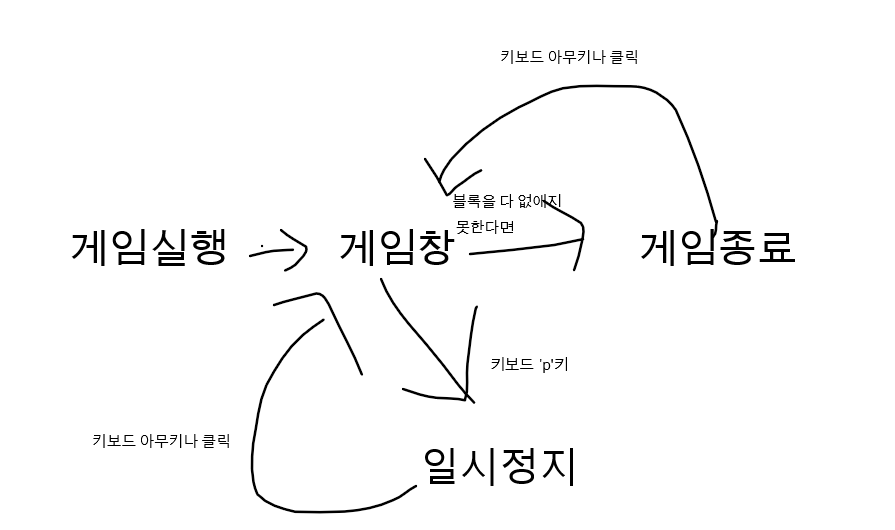 키보드 아무키나 클릭
블록을 다 없애지
못한다면
게임실행
게임창
게임종료
키보드 'p'키
키보드 아무키나 클릭
일시정지